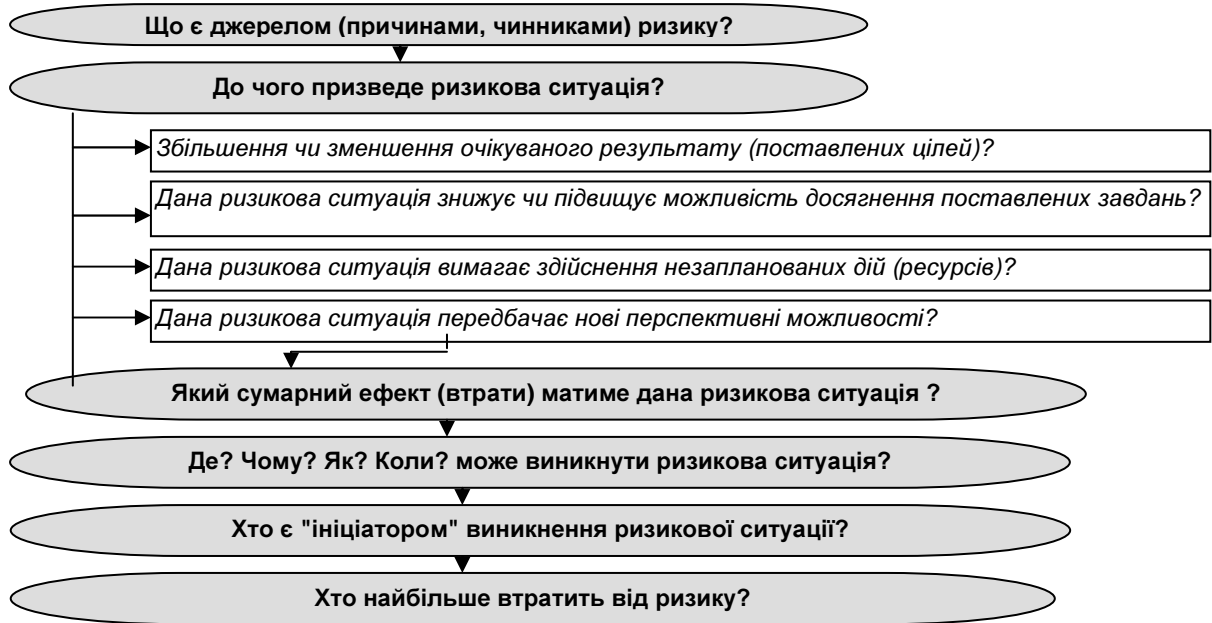 Що є джерелом (причинами, чинниками) ризику?
До чого призведе ризикова ситуація?
Збільшення чи зменшення очікуваного результату (поставлених цілей)?
Дана ризикова ситуація знижує чи підвищує можливість досягнення поставлених завдань?
Дана ризикова ситуація вимагає здійснення незапланованих дій (ресурсів)?
Дана ризикова ситуація передбачає нові перспективні можливості?
Який сумарний ефект (втрати) матиме дана ризикова ситуація ?
Де? Чому? Як? Коли? може виникнути ризикова ситуація?
Хто є "ініціатором" виникнення ризикової ситуації?
Хто найбільше втратить від ризику?